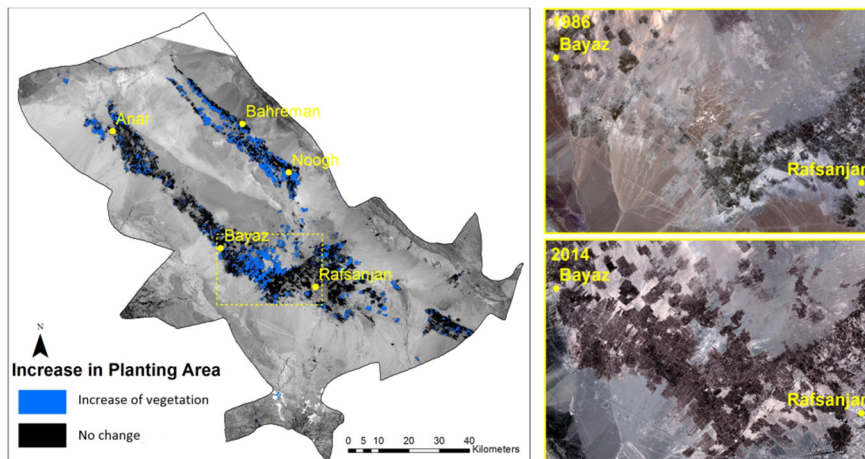 Anar
Bahreman
Noogh
Bayaz
Rafsanjan
N
Increase in Planting Area
Increase of vegetation
No change
0 5 10 20 30 40
Kilometers
1986
Bayaz
Rafsanjan
2014
Bayaz
Rafsanjan